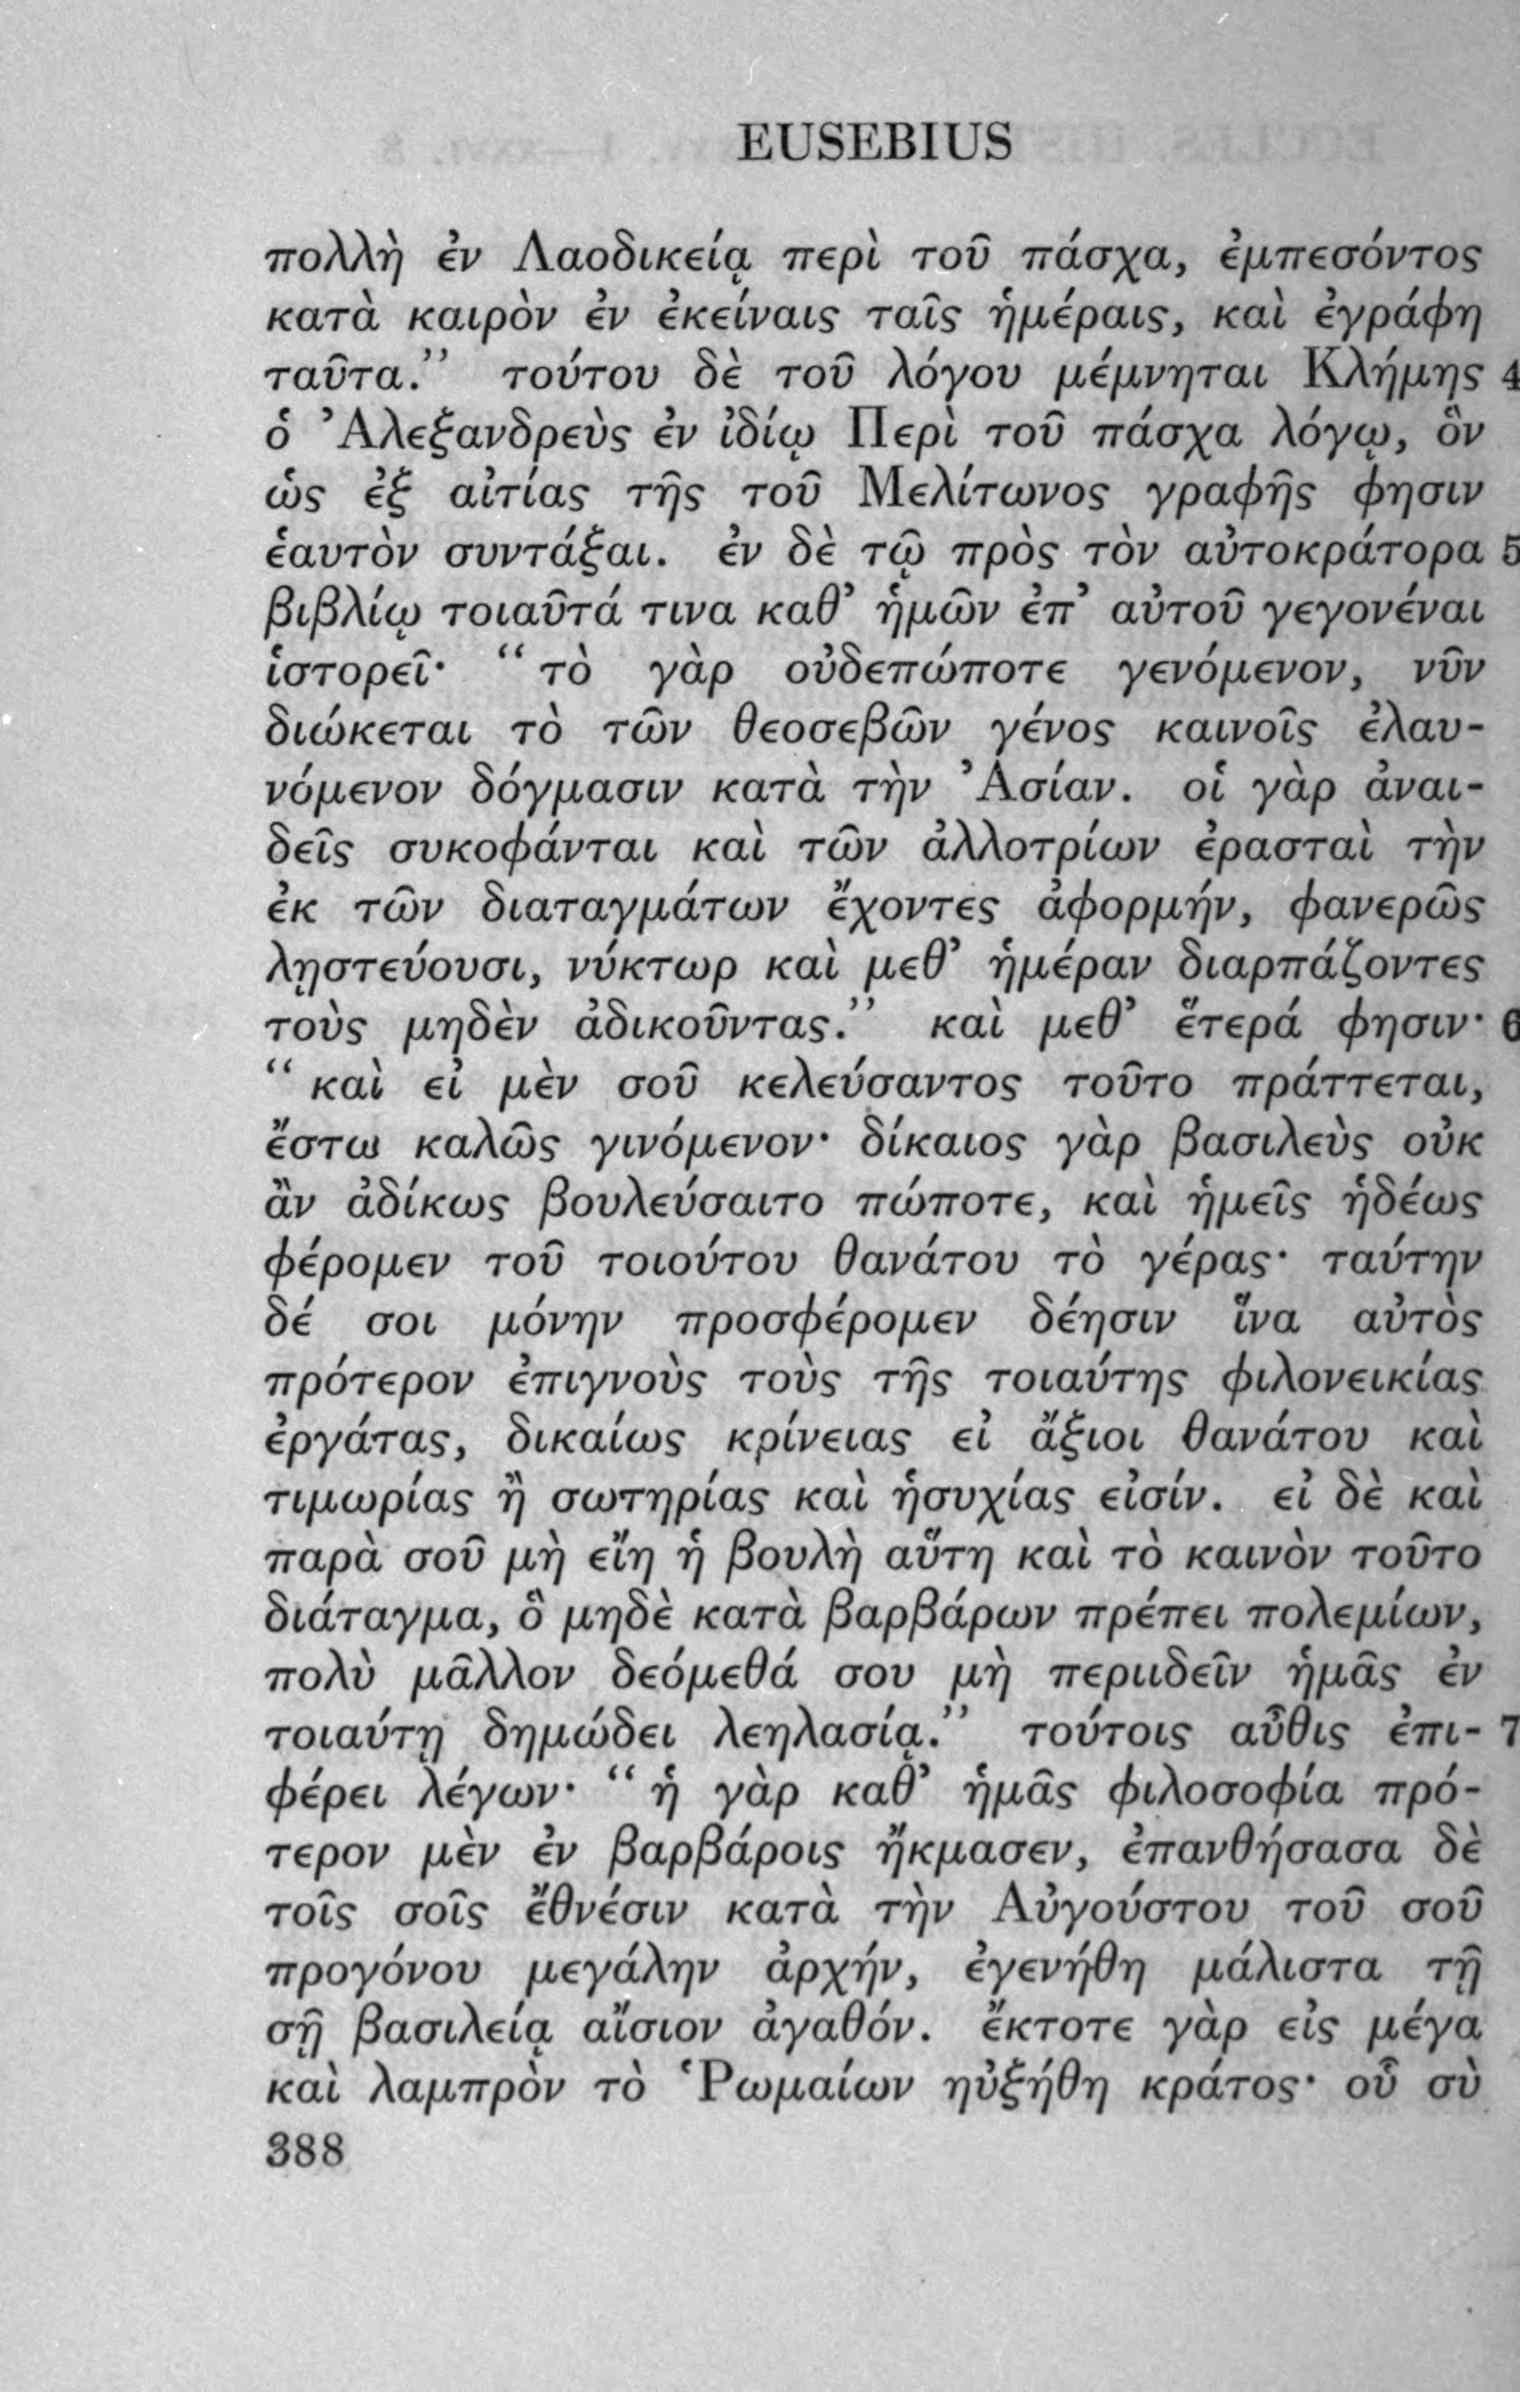 EUSEBIUS
πολλὴ ἐν Λαοδικείᾳ περὶ τοῦ πάσχα, ἐμπεσόντος
κατὰ καιρὸν ἐν ἐκείναις ταῖς ἡμέραις, καὶ ἐγράφη
ταῦτα.” τούτου δὲ τοῦ λόγου μέμνηται Κλήμης 4
ὁ Ἀλεξανδρεὺς ἐν ἰδίῳ Περὶ τοῦ πάσχα λόγῳ, ὃν
ὡς ἐξ αἰτίας τῆς τοῦ Μελίτωνος γραφῆς φησιν
ἑαυτὸν συντάξαι. ἐν δὲ τῷ πρὸς τὸν αὐτοκράτορα 5
βιβλίῳ τοιαῦτά τινα καθ’ ἡμῶν ἐπ’ αὐτοῦ γεγονέναι
ἱστορεῖ· “τὸ γὰρ οὐδεπώποτε γενόμενον, νῦν
διώκεται τὸ τῶν θεοσεβῶν γένος καινοῖς ἐλαυ-
νόμενον δόγμασιν κατὰ τὴν Ἀσίαν. οἱ γὰρ ἀναι-
δεῖς συκοφάνται καὶ τῶν ἀλλοτρίων ἐρασταὶ τὴν
ἐκ τῶν διαταγμάτων ἔχοντες ἀφορμήν, φανερῶς
λῃστεύουσι, νύκτωρ καὶ μεθ’ ἡμέραν διαρπάζοντες
τοὺς μηδὲν ἀδικοῦντας.” καὶ μεθ’ ἕτερά φησιν· 6
“καὶ εἰ μὲν σοῦ κελεύσαντος τοῦτο πράττεται,
ἔστω καλῶς γινόμενον· δίκαιος γὰρ βασιλεὺς οὐκ
ἂν ἀδίκως βουλεύσαιτο πώποτε, καὶ ἡμεῖς ἡδέως
φέρομεν τοῦ τοιούτου θανάτου τὸ γέρας· ταύτην
δέ σοι μόνην προσφέρομεν δέησιν ἵνα αὐτὸς
πρότερον ἐπιγνοὺς τοὺς τῆς τοιαύτης φιλονεικίας
ἐργάτας, δικαίως κρίνειας εἰ ἄξιοι θανάτου καὶ
τιμωρίας ἢ σωτηρίας καὶ ἡσυχίας εἰσίν. εἰ δὲ καὶ
παρὰ σοῦ μὴ εἴη ἡ βουλὴ αὕτη καὶ τὸ καινὸν τοῦτο
διάταγμα, ὃ μηδὲ κατὰ βαρβάρων πρέπει πολεμίων,
πολὺ μᾶλλον δεόμεθά σου μὴ περιιδεῖν ἡμᾶς ἐν
τοιαύτῃ δημώδει λεηλασίᾳ.” τούτοις αὖθις ἐπι- 7
φέρει λέγων· “ἡ γὰρ καθ’ ἡμᾶς φιλοσοφία πρό-
τερον μὲν ἐν βαρβάροις ἤκμασεν, ἐπανθήσασα δὲ
τοῖς σοῖς ἔθνέσιν κατὰ τὴν Αὐγούστου τοῦ σοῦ
προγόνου μεγάλην ἀρχήν, ἐγενήθη μάλιστα τῇ
σῇ βασιλείᾳ αἴσιον ἀγαθόν. ἔκτοτε γὰρ εἰς μέγα
καὶ λαμπρὸν τὸ Ῥωμαίων ηὐξήθη κράτος· οὗ σὺ
388